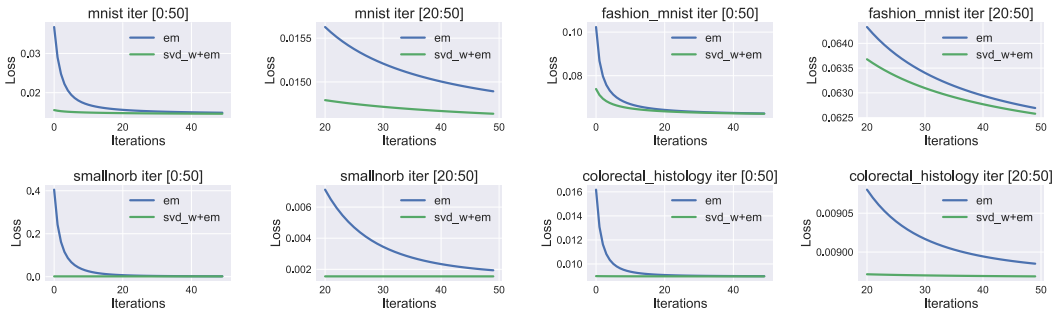 mnist iter [0:50]
em
svd_w+em
Loss
0.03
0.02
0
20
40
Iterations
mnist iter [20:50]
em
svd_w+em
Loss
0.0155
0.0150
20
30
40
50
Iterations
fashion_mnist iter [0:50]
em
svd_w+em
Loss
0.10
0.08
0
20
40
Iterations
fashion_mnist iter [20:50]
em
svd_w+em
Loss
0.0640
0.0635
0.0630
0.0625
20
30
40
50
Iterations
smallnorb iter [0:50]
em
svd_w+em
Loss
0.4
0.2
0.0
0
20
40
Iterations
smallnorb iter [20:50]
em
svd_w+em
Loss
0.006
0.004
0.002
20
30
40
50
Iterations
colorectal_histology iter [0:50]
em
svd_w+em
Loss
0.016
0.014
0.012
0.010
0
20
40
Iterations
colorectal_histology iter [20:50]
em
svd_w+em
Loss
0.00905
0.00900
20
30
40
50
Iterations